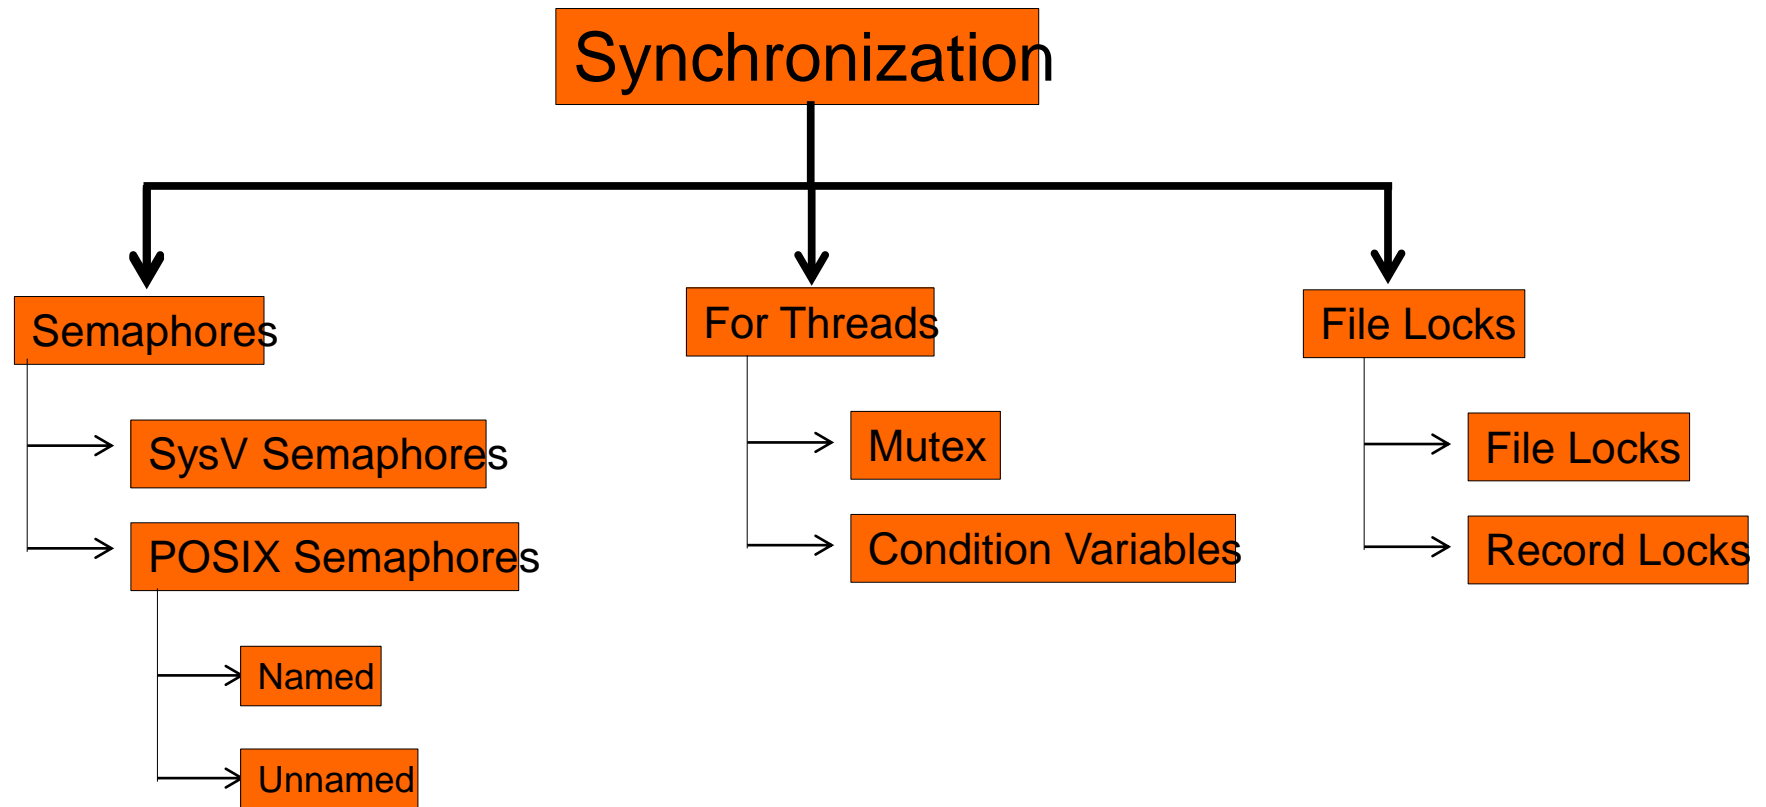 Synchronization
Semaphores
For Threads
File Locks
SysV Semaphores
Mutex
File Locks
POSIX Semaphores
Condition Variables
Record Locks
Named
Unnamed